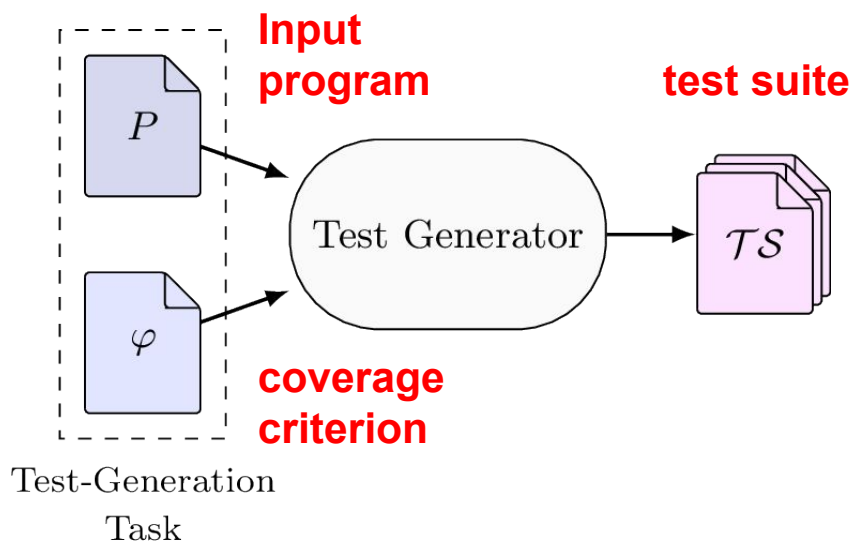 Input
program
test suite
P
Test Generator
𝒯𝒮
φ
coverage
criterion
Test-Generation
Task